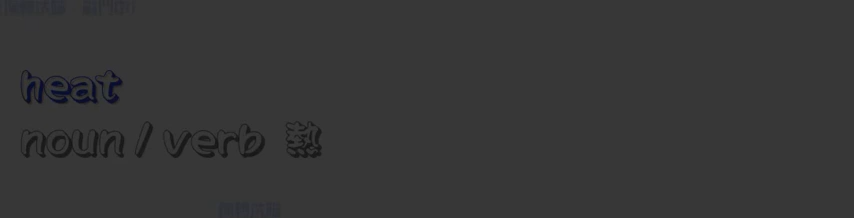 heat
noun / verb 熱